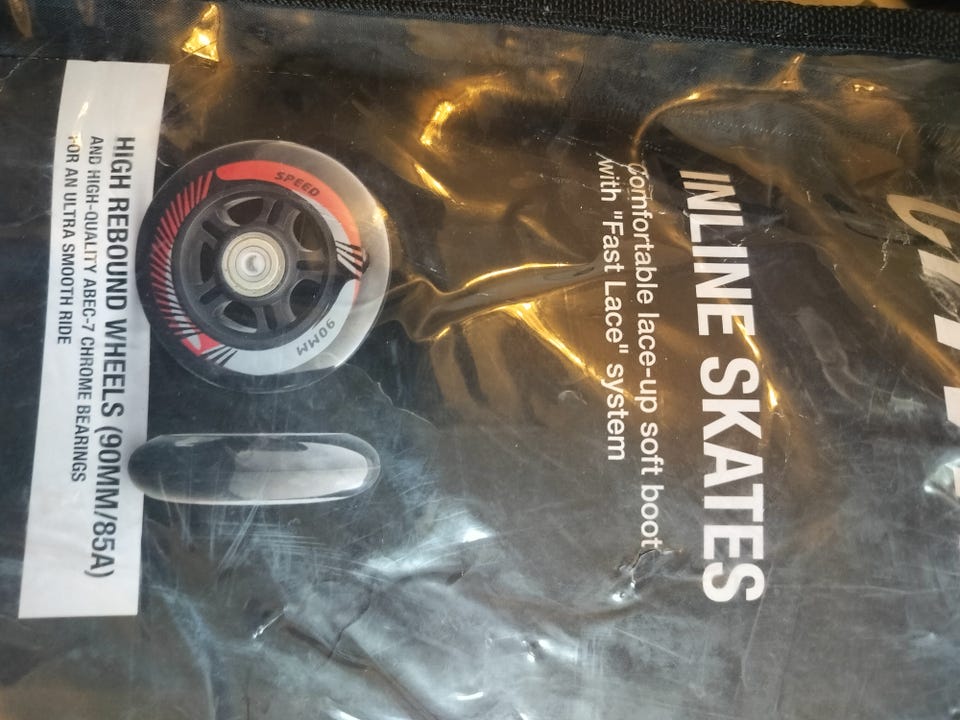 INLINE SKATES
Comfortable lace-up soft boot
with "Fast Lace" system
SPEED
90MM
HIGH REBOUND WHEELS (90MM/85A)
AND HIGH-QUALITY ABEC-7 CHROME BEARINGS
FOR AN ULTRA SMOOTH RIDE